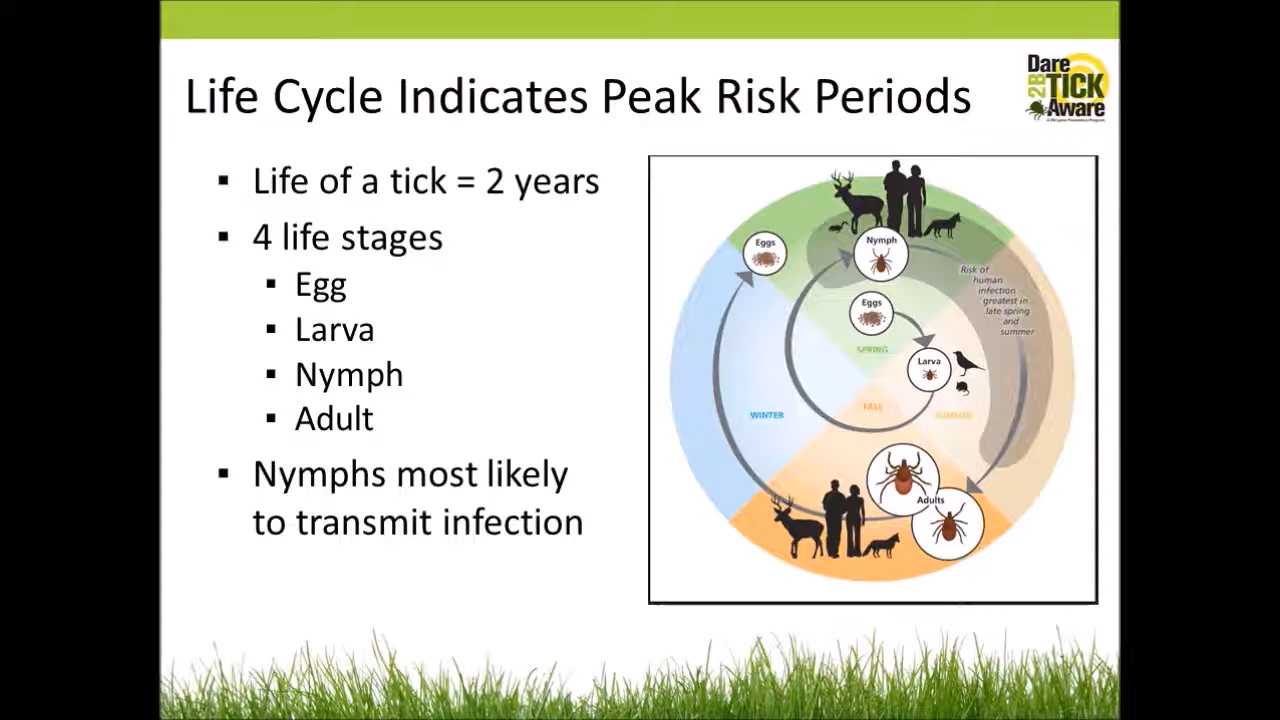 Life Cycle Indicates Peak Risk Periods
Dare
2B TICK
Aware
▪ Life of a tick = 2 years
▪ 4 life stages
▪ Egg
▪ Larva
▪ Nymph
▪ Adult
▪ Nymphs most likely
to transmit infection
Eggs
Nymph
Risk of
human
infection
greatest in
late spring
and
summer
Eggs
SPRING
Larva
WINTER
FALL
SUMMER
Adults